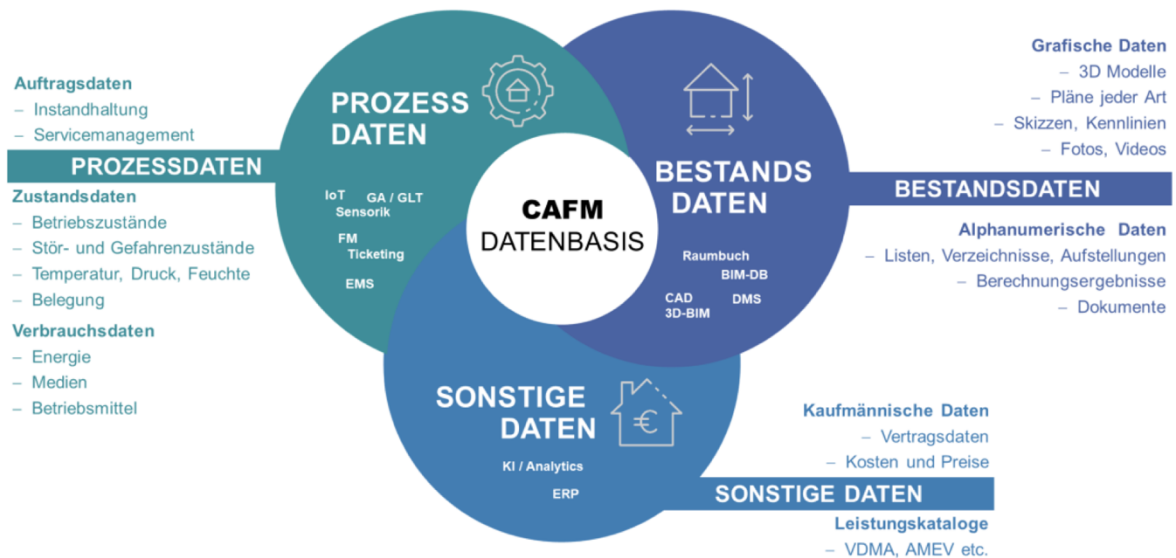 Auftragsdaten
– Instandhaltung
– Servicemanagement
PROZESSDATEN
Zustandsdaten
– Betriebszustände
– Stör- und Gefahrenzustände
– Temperatur, Druck, Feuchte
– Belegung
Verbrauchsdaten
– Energie
– Medien
– Betriebsmittel
PROZESS
DATEN
IoT GA / GLT
Sensorik
FM
Ticketing
EMS
CAFM
DATENBASIS
BESTANDS
DATEN
Raumbuch
BIM-DB
CAD DMS
3D-BIM
Grafische Daten
– 3D Modelle
– Pläne jeder Art
– Skizzen, Kennlinien
– Fotos, Videos
BESTANDSDATEN
Alphanumerische Daten
– Listen, Verzeichnisse, Aufstellungen
– Berechnungsergebnisse
– Dokumente
SONSTIGE
DATEN
€
KI / Analytics
ERP
Kaufmännische Daten
– Vertragsdaten
– Kosten und Preise
SONSTIGE DATEN
Leistungskataloge
– VDMA, AMEV etc.